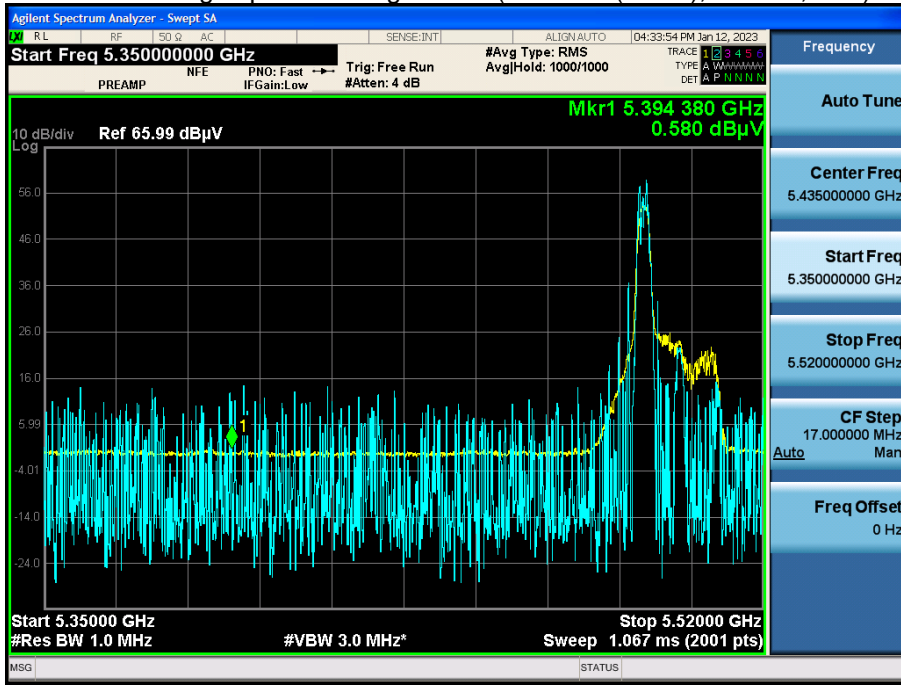 Agilent Spectrum Analyzer - Swept SA
LXI RL RF 50 Ω AC SENSE:INT ALIGN AUTO 04:33:54 PM Jan 12, 2023
Start Freq 5.350000000 GHz
NFE
PREAMP
PNO: Fast
IFGain:Low
Trig: Free Run
#Atten: 4 dB
#Avg Type: RMS
Avg|Hold: 1000/1000
TRACE 1 2 3 4 5 6
TYPE A WWWWW
DET A P N N N N
Mkr1 5.394 380 GHz
0.580 dBµV
10 dB/div Ref 65.99 dBµV
Log
56.0
46.0
36.0
26.0
16.0
5.99
-4.01
-14.0
-24.0
1
Start 5.35000 GHz Stop 5.52000 GHz
#Res BW 1.0 MHz #VBW 3.0 MHz* Sweep 1.067 ms (2001 pts)
MSG STATUS
Frequency
Auto Tune
Center Freq
5.435000000 GHz
Start Freq
5.350000000 GHz
Stop Freq
5.520000000 GHz
CF Step
17.000000 MHz
Auto Man
Freq Offset
0 Hz